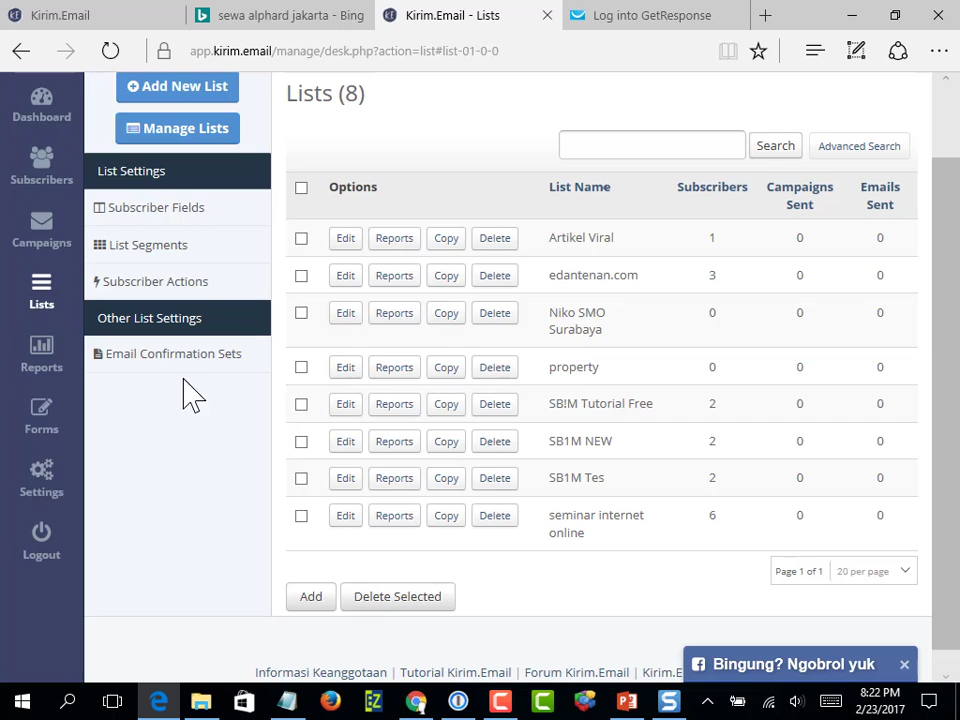 Kirim.Email
sewa alphard jakarta - Bing
Kirim.Email - Lists
Log into GetResponse
app.kirim.email/manage/desk.php?action=list#list-01-0-0
Dashboard
Subscribers
Campaigns
Lists
Reports
Forms
Settings
Logout
Add New List
Manage Lists
List Settings
Subscriber Fields
List Segments
Subscriber Actions
Other List Settings
Email Confirmation Sets
Lists (8)
Search
Advanced Search
Options List Name Subscribers Campaigns Sent Emails Sent
Edit Reports Copy Delete Artikel Viral 1 0 0
Edit Reports Copy Delete edantenan.com 3 0 0
Edit Reports Copy Delete Niko SMO 0 0 0
Surabaya
Edit Reports Copy Delete property 0 0 0
Edit Reports Copy Delete SB!M Tutorial Free 2 0 0
Edit Reports Copy Delete SB1M NEW 2 0 0
Edit Reports Copy Delete SB1M Tes 2 0 0
Edit Reports Copy Delete seminar internet 6 0 0
online
Page 1 of 1 20 per page
Add Delete Selected
Informasi Keanggotaan | Tutorial Kirim.Email | Forum Kirim.Email | Kirim.E
Bingung? Ngobrol yuk
8:22 PM
2/23/2017